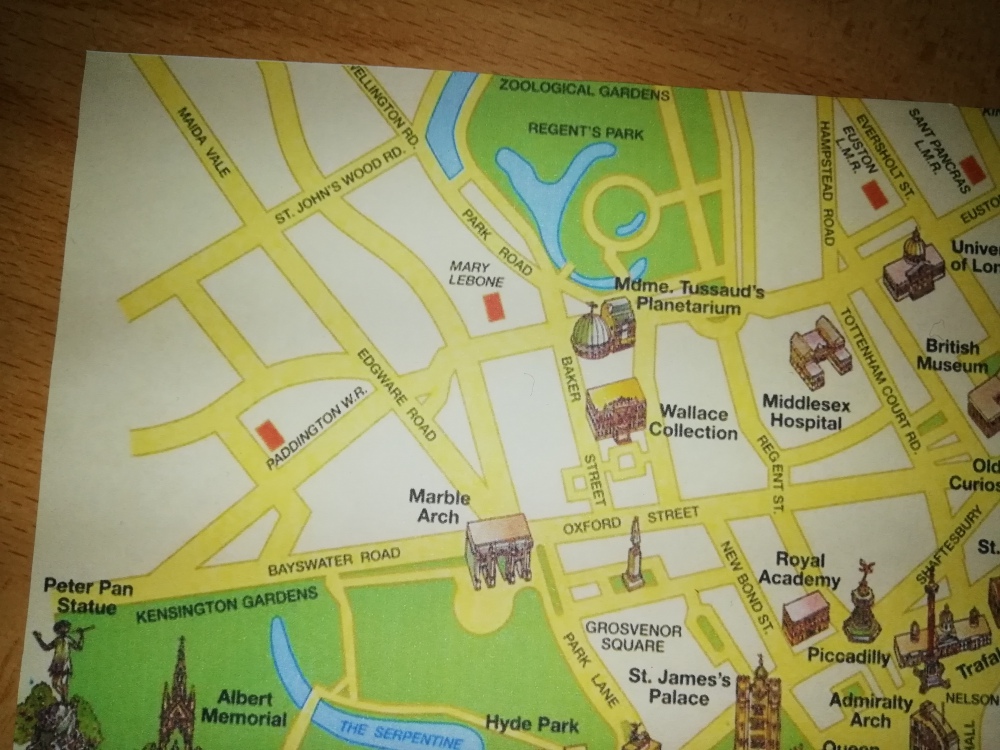 ZOOLOGICAL GARDENS
REGENT'S PARK
WELLINGTON RD.
MAIDA VALE
ST. JOHN'S WOOD RD.
PARK ROAD
MARY
LEBONE
HAMPSTEAD ROAD
EUSTON
L.M.R.
EVERSHOLT ST.
SANT PANCRAS
L.M.R.
EUSTO
Univer
of Lon
Mdme. Tussaud's
Planetarium
British
Museum
TOTTENHAM COURT RD.
Middlesex
Hospital
EDGWARE ROAD
BAKER
STREET
Wallace
Collection
PADDINGTON W.R.
REGENT ST.
Old
Curios
Marble
Arch
OXFORD STREET
BAYSWATER ROAD
SHAFTESBURY
St.
NEW BOND ST.
Royal
Academy
Peter Pan
Statue
KENSINGTON GARDENS
GROSVENOR
SQUARE
PARK LANE
Piccadilly
Trafal
St. James's
Palace
Albert
Memorial
Hyde Park
THE SERPENTINE
Admiralty
Arch
NELSON
ALL
Queen